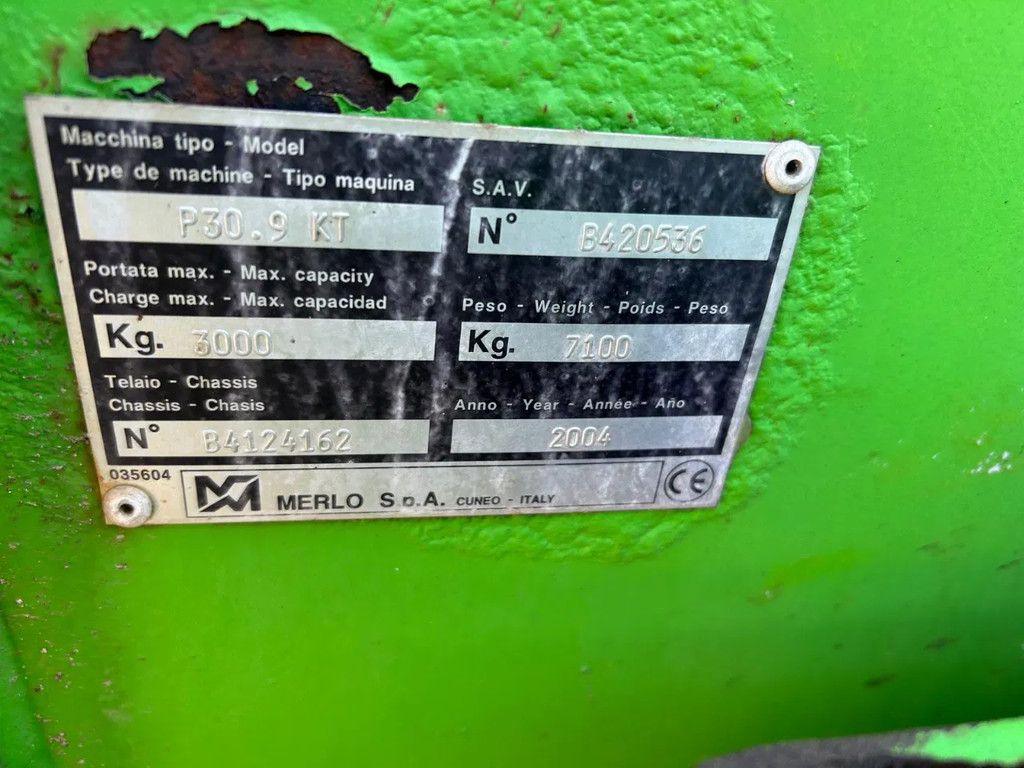 Macchina tipo - Model
Type de machine - Tipo maquina
P30.9 KT
S.A.V.
N° B420536
Portata max. - Max. capacity
Charge max. - Max. capacidad
Kg. 3000
Peso - Weight - Poids - Peso
Kg. 7100
Telaio - Chassis
Chassis - Chasis
N° B4124162
Anno - Year - Année - Año
2004
035604
MERLO S.p.A. CUNEO - ITALY
CE